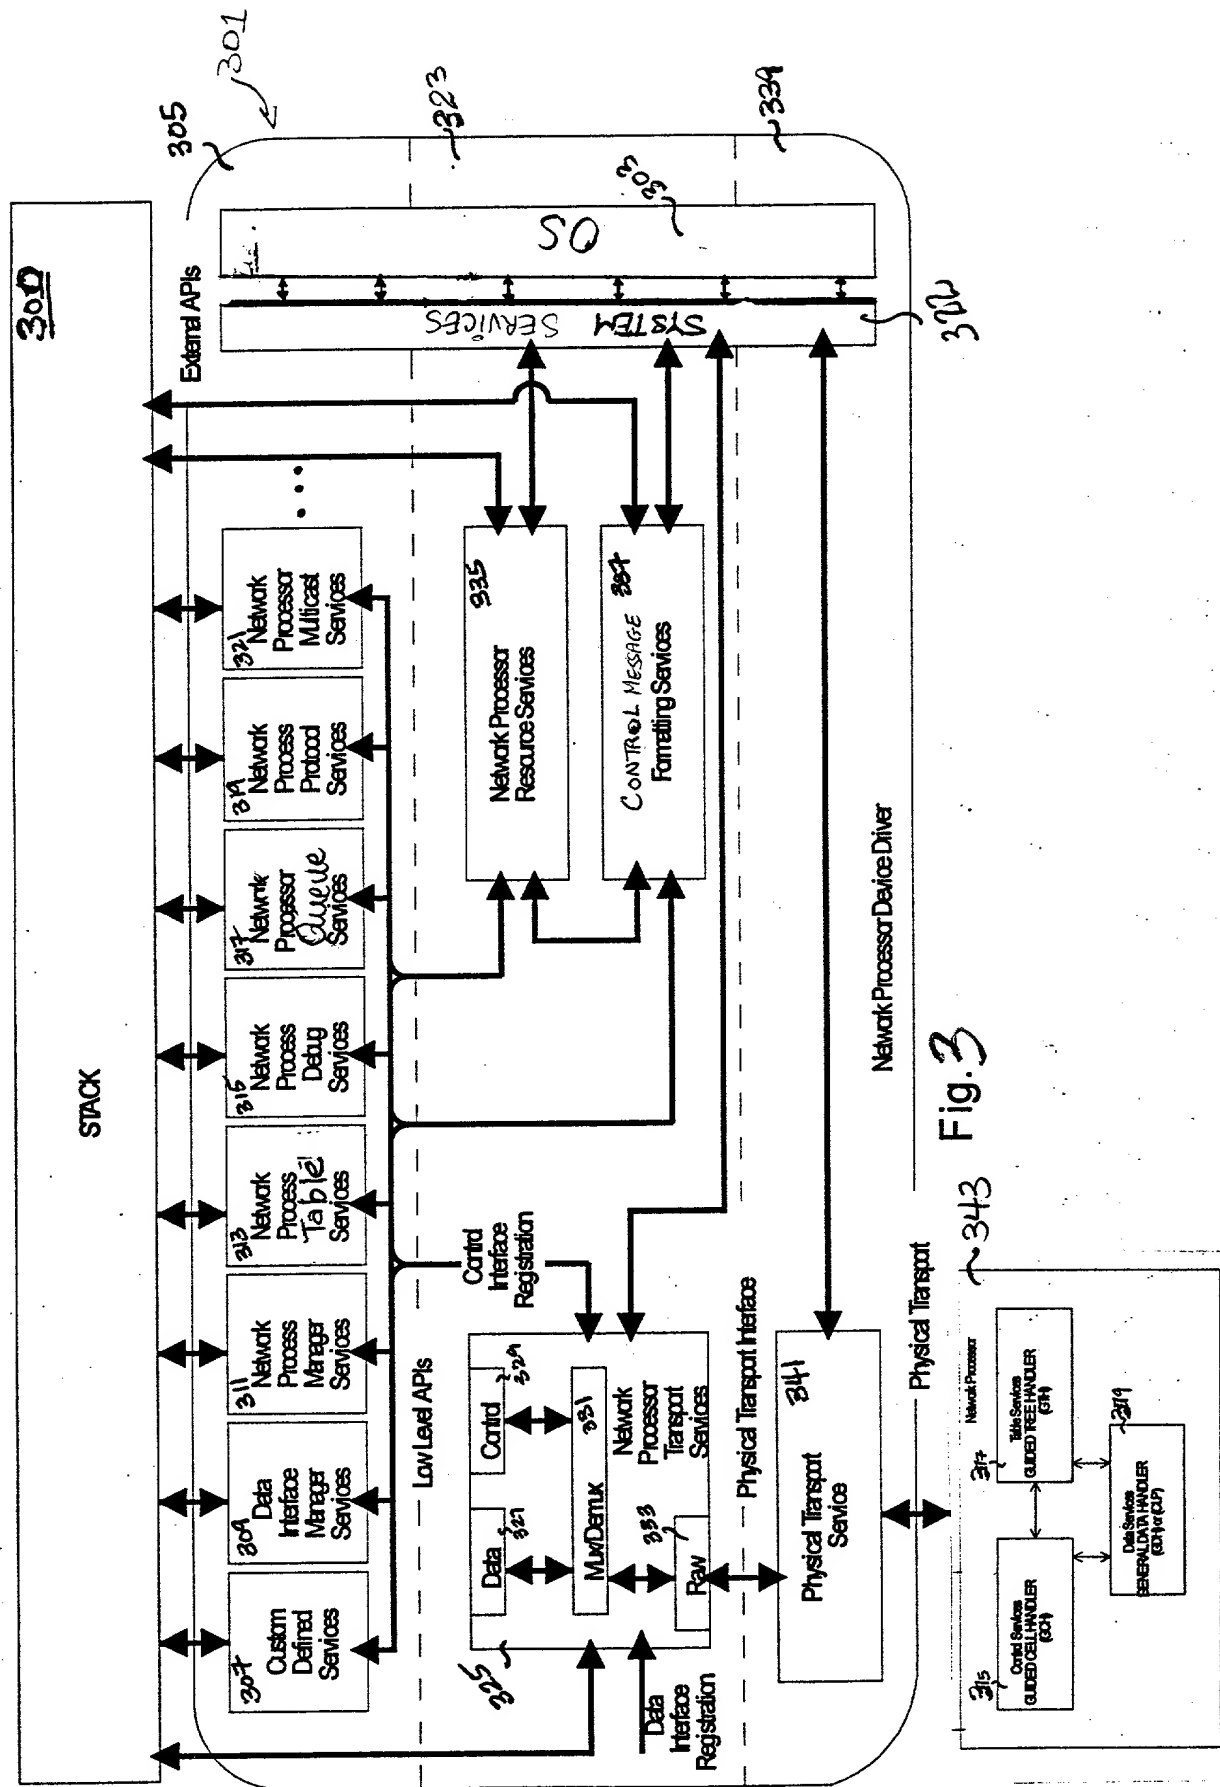 300
STACK
External APIs
305
301
307
Custom
Defined
Services
309
Data
Interface
Manager
Services
311
Network
Process
Manager
Services
313
Network
Process
Table
Services
315
Network
Process
Debug
Services
317
Network
Processor
Queue
Services
319
Network
Process
Protocol
Services
321
Network
Processor
Multicast
Services
...
Low Level APIs
323
Control
Interface
Registration
325
Data
327
Control
329
Mux/Demux
331
Raw
333
Network
Processor
Transport
Services
Data
Interface
Registration
Network Processor
Resource Services
335
CONTROL MESSAGE
Formatting Services
337
SYSTEM SERVICES
322
OS
303
Physical Transport Interface
339
Physical Transport
Service
341
Network Processor Device Driver
Physical Transport
Fig. 3
343
Network Processor
Control Services
GUIDED CELL HANDLER
(GCH)
Table Services
GUIDED TREE HANDLER
(GTH)
Data Services
GENERAL DATA HANDLER
(GDH) or (CLP)